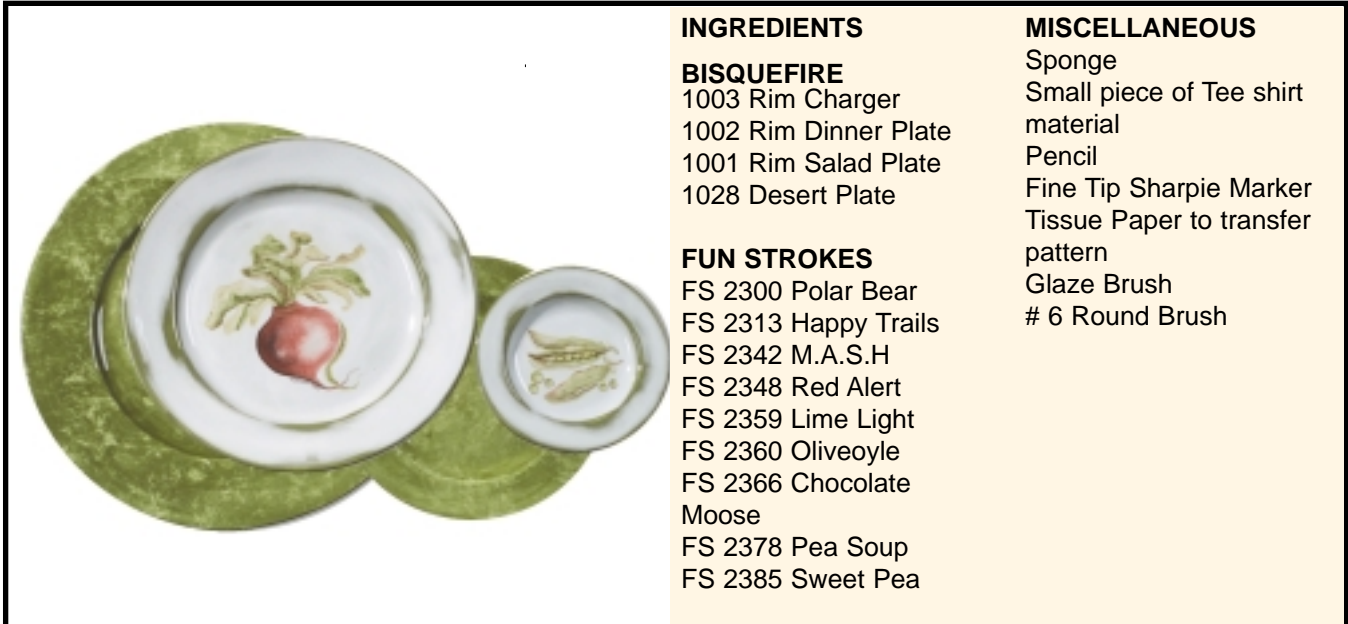 INGREDIENTS
BISQUEFIRE
1003 Rim Charger
1002 Rim Dinner Plate
1001 Rim Salad Plate
1028 Desert Plate
FUN STROKES
FS 2300 Polar Bear
FS 2313 Happy Trails
FS 2342 M.A.S.H
FS 2348 Red Alert
FS 2359 Lime Light
FS 2360 Oliveoyle
FS 2366 Chocolate
Moose
FS 2378 Pea Soup
FS 2385 Sweet Pea
MISCELLANEOUS
Sponge
Small piece of Tee shirt
material
Pencil
Fine Tip Sharpie Marker
Tissue Paper to transfer
pattern
Glaze Brush
# 6 Round Brush